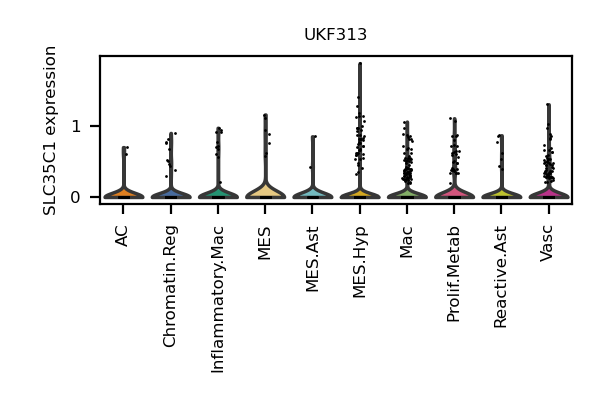 UKF313
SLC35C1 expression
1
0
AC
Chromatin.Reg
Inflammatory.Mac
MES
MES.Ast
MES.Hyp
Mac
Prolif.Metab
Reactive.Ast
Vasc